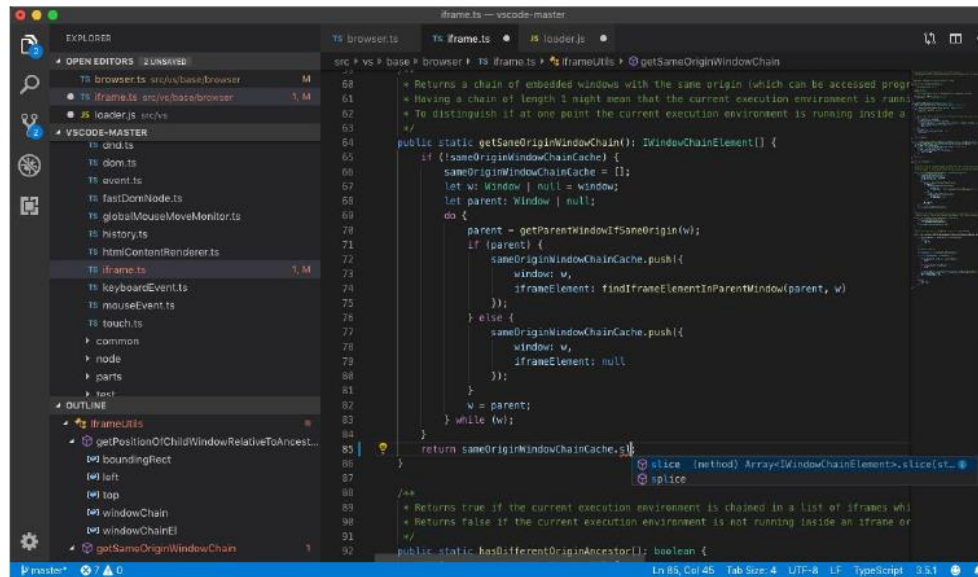 iframe.ts — vscode-master
EXPLORER
OPEN EDITORS 2 UNSAVED
TS browser.ts src/vs/base/browser M
TS iframe.ts src/vs/base/browser 1, M
JS loader.js src/vs
VSCODE-MASTER
TS dnd.ts
TS dom.ts
TS event.ts
TS fastDomNode.ts
TS globalMouseMoveMonitor.ts
TS history.ts
TS htmlContentRenderer.ts
TS iframe.ts 1, M
TS keyboardEvent.ts
TS mouseEvent.ts
TS touch.ts
common
node
parts
test
OUTLINE
IframeUtils
getPositionOfChildWindowRelativeToAncest...
boundingRect
left
top
windowChain
windowChainEl
getSameOriginWindowChain 1
TS browser.ts TS iframe.ts JS loader.js
src vs base browser TS iframe.ts IframeUtils getSameOriginWindowChain
59 /**
60 * Returns a chain of embedded windows with the same origin (which can be accessed progr
61 * Having a chain of length 1 might mean that the current execution environment is runni
62 * To distinguish if at one point the current execution environment is running inside a
63 */
64 public static getSameOriginWindowChain(): IWindowChainElement[] {
65 if (!sameOriginWindowChainCache) {
66 sameOriginWindowChainCache = [];
67 let w: Window | null = window;
68 let parent: Window | null;
69 do {
70 parent = getParentWindowIfSameOrigin(w);
71 if (parent) {
72 sameOriginWindowChainCache.push({
73 window: w,
74 iframeElement: findIframeElementInParentWindow(parent, w)
75 });
76 } else {
77 sameOriginWindowChainCache.push({
78 window: w,
79 iframeElement: null
80 });
81 }
82 w = parent;
83 } while (w);
84 }
85 return sameOriginWindowChainCache.sl;
86 }
slice (method) Array<IWindowChainElement>.slice(st…
splice
87
88 /**
89 * Returns true if the current execution environment is chained in a list of iframes whi
90 * Returns false if the current execution environment is not running inside an iframe or
91 */
92 public static hasDifferentOriginAncestor(): boolean {
master* 7 0 Ln 85, Col 45 Tab Size: 4 UTF-8 LF TypeScript 3.5.1